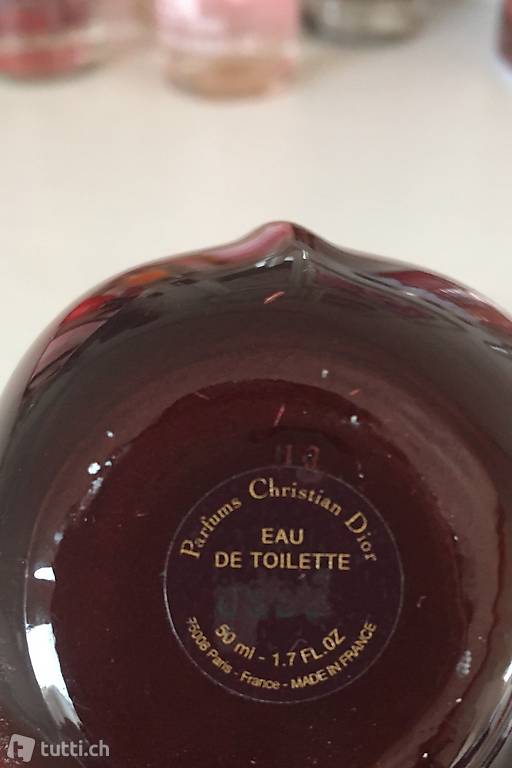 13
Parfums Christian Dior
EAU
DE TOILETTE
50 ml - 1.7 FL.OZ
75008 Paris - France - MADE IN FRANCE
tutti.ch